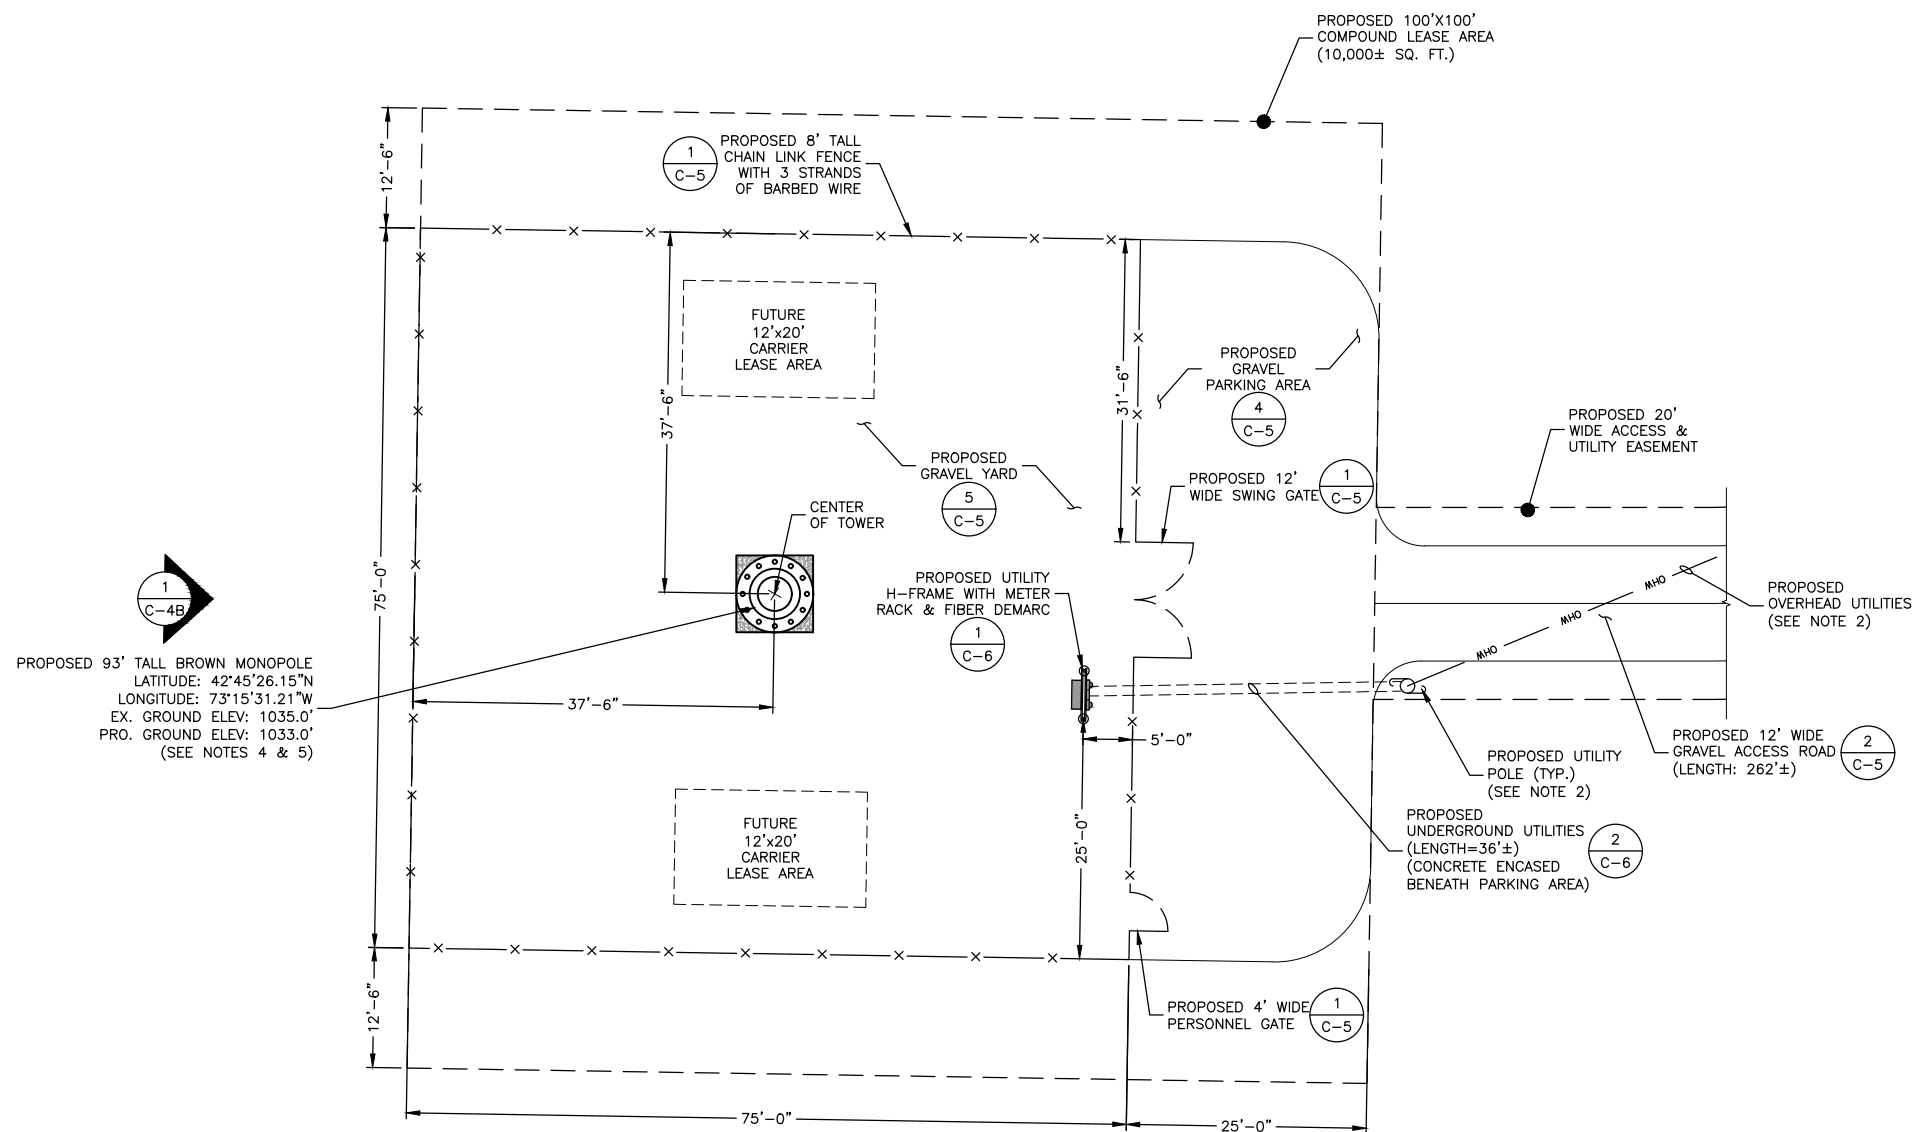 PROPOSED 100'X100'
COMPOUND LEASE AREA
(10,000± SQ. FT.)
12'-6"
1
C-5
PROPOSED 8' TALL
CHAIN LINK FENCE
WITH 3 STRANDS
OF BARBED WIRE
FUTURE
12'x20'
CARRIER
LEASE AREA
37'-6"
31'-6"
PROPOSED
GRAVEL
PARKING AREA
4
C-5
PROPOSED 20'
WIDE ACCESS &
UTILITY EASEMENT
PROPOSED
GRAVEL YARD
5
C-5
PROPOSED 12'
WIDE SWING GATE
1
C-5
CENTER
OF TOWER
75'-0"
1
C-4B
PROPOSED UTILITY
H-FRAME WITH METER
RACK & FIBER DEMARC
1
C-6
OHW
OHW
OHW
PROPOSED
OVERHEAD UTILITIES
(SEE NOTE 2)
PROPOSED 93' TALL BROWN MONOPOLE
LATITUDE: 42°45'26.15"N
LONGITUDE: 73°15'31.21"W
EX. GROUND ELEV: 1035.0'
PRO. GROUND ELEV: 1033.0'
(SEE NOTES 4 & 5)
37'-6"
5'-0"
PROPOSED 12' WIDE
GRAVEL ACCESS ROAD
(LENGTH: 262'±)
2
C-5
PROPOSED UTILITY
POLE (TYP.)
(SEE NOTE 2)
FUTURE
12'x20'
CARRIER
LEASE AREA
25'-0"
PROPOSED
UNDERGROUND UTILITIES
(LENGTH=36'±)
(CONCRETE ENCASED
BENEATH PARKING AREA)
2
C-6
12'-6"
PROPOSED 4' WIDE
PERSONNEL GATE
1
C-5
75'-0"
25'-0"